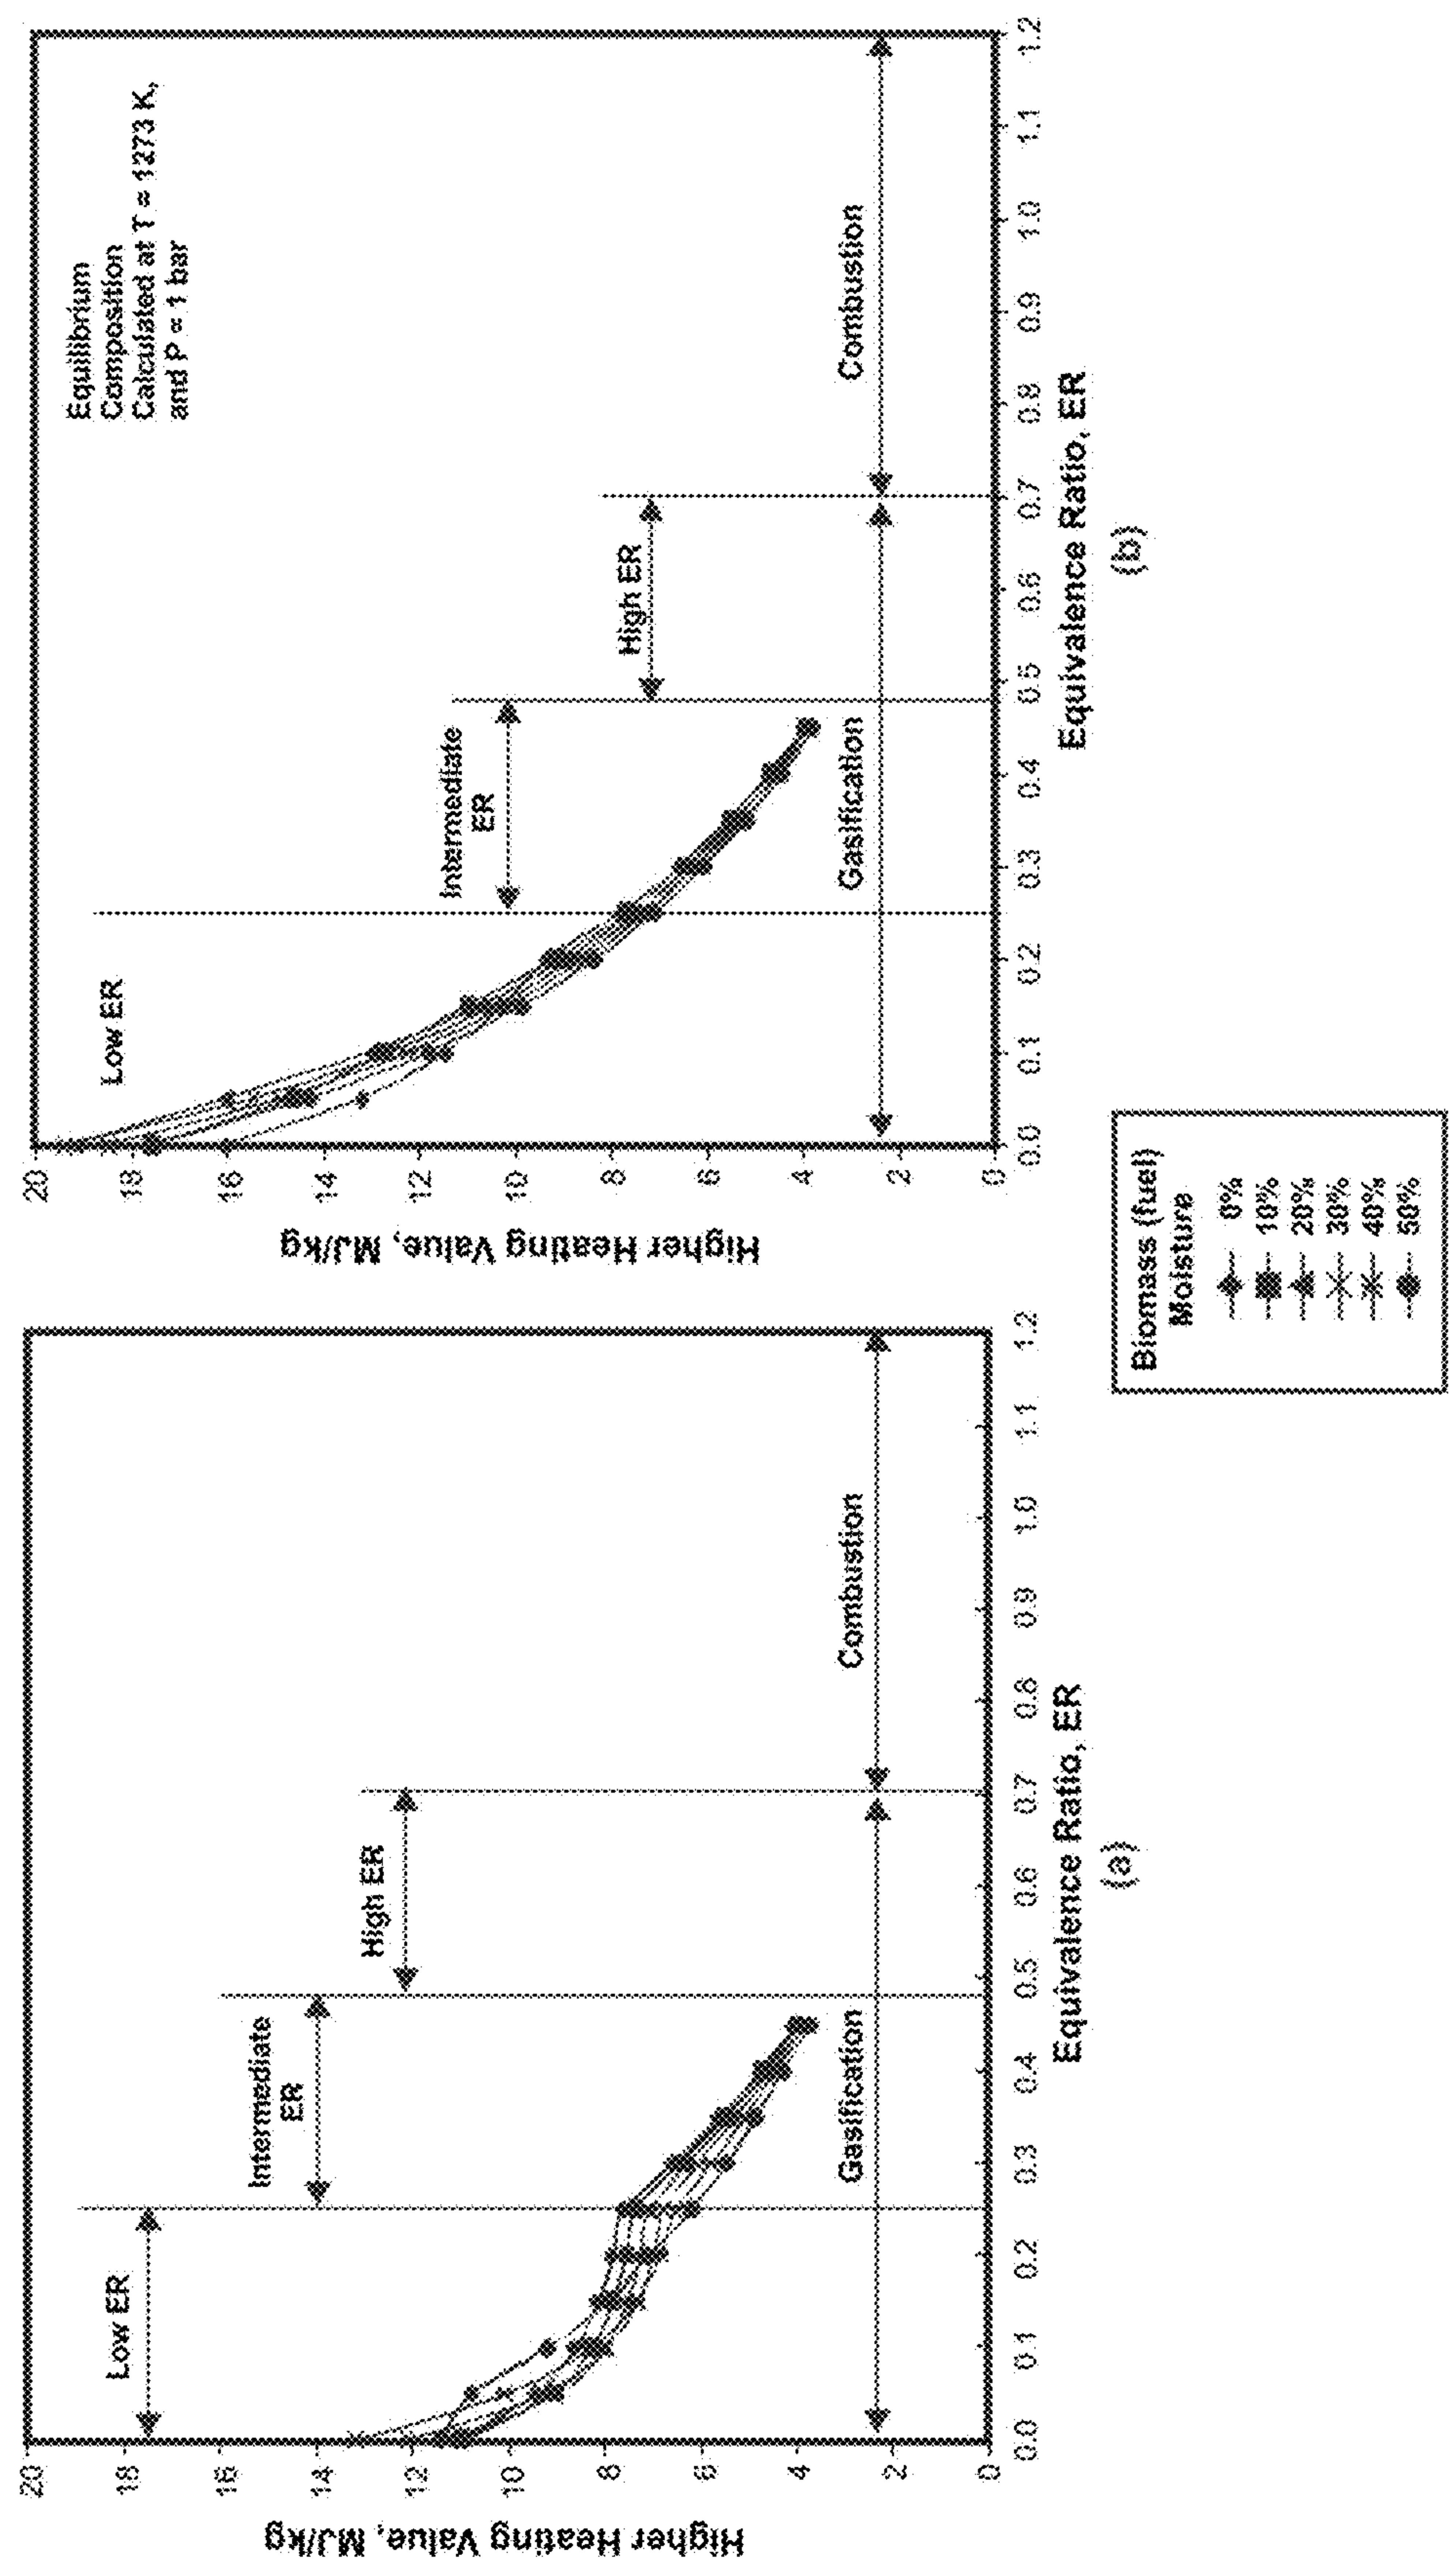 Higher Heating Value, MJ/kg
20
18
16
14
12
10
8
6
4
2
0
Low ER
Intermediate
ER
High ER
Gasification
Combustion
0.0 0.1 0.2 0.3 0.4 0.5 0.6 0.7 0.8 0.9 1.0 1.1 1.2
Equivalence Ratio, ER
(a)
Higher Heating Value, MJ/kg
20
18
16
14
12
10
8
6
4
2
0
Low ER
Intermediate
ER
High ER
Equilibrium
Composition
Calculated at T = 1273 K,
and P = 1 bar
Gasification
Combustion
0.0 0.1 0.2 0.3 0.4 0.5 0.6 0.7 0.8 0.9 1.0 1.1 1.2
Equivalence Ratio, ER
(b)
Biomass (fuel)
Moisture
0%
10%
20%
30%
40%
50%